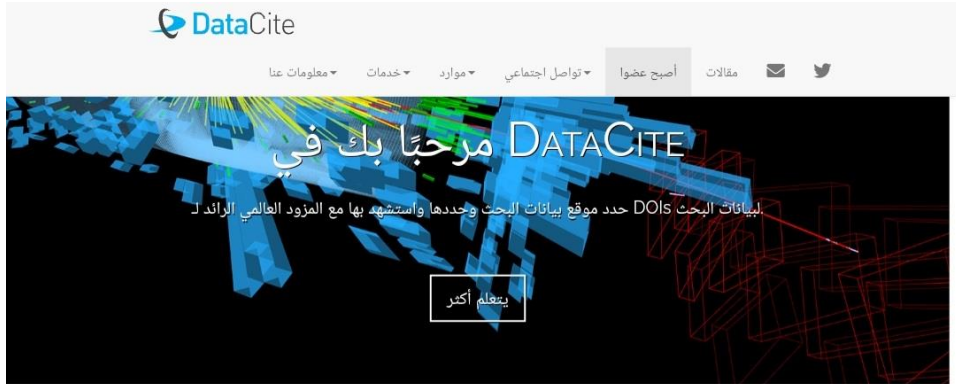 DataCite
معلومات عنا خدمات موارد تواصل اجتماعي أصبح عضوا مقالات
مرحبًا بك في DATACITE
حدد موقع بيانات البحث وحددها واستشهد بها مع المزود العالمي الرائد لـ DOIs لبيانات البحث.
يتعلم أكثر